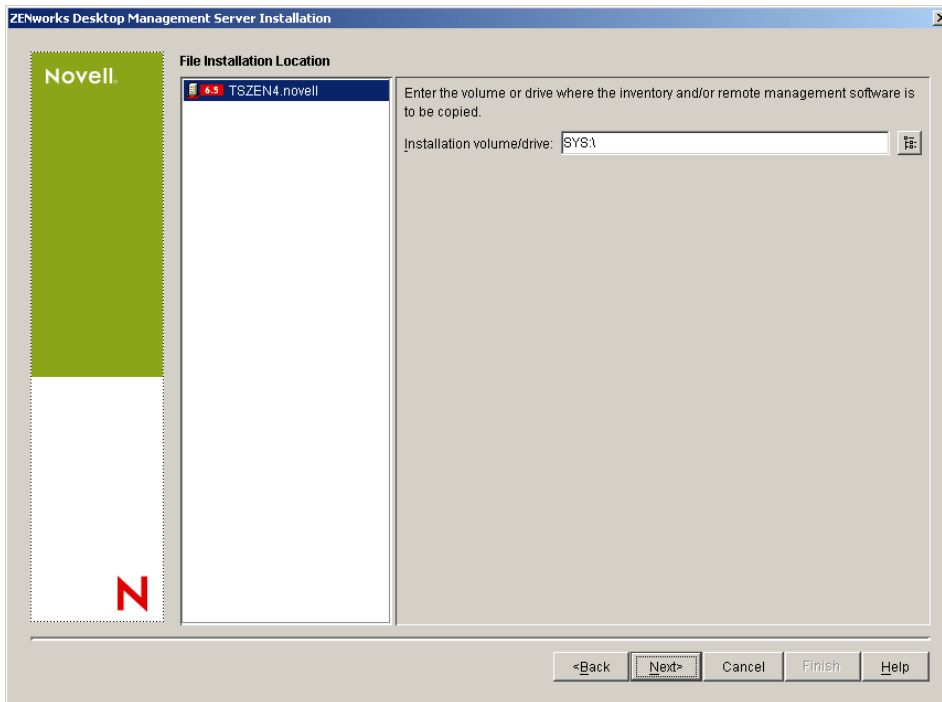 ZENworks Desktop Management Server Installation
Novell.
File Installation Location
6.5 TSZEN4.novell
Enter the volume or drive where the inventory and/or remote management software is
to be copied.
Installation volume/drive: SYS:\
N
<Back Next> Cancel Finish Help